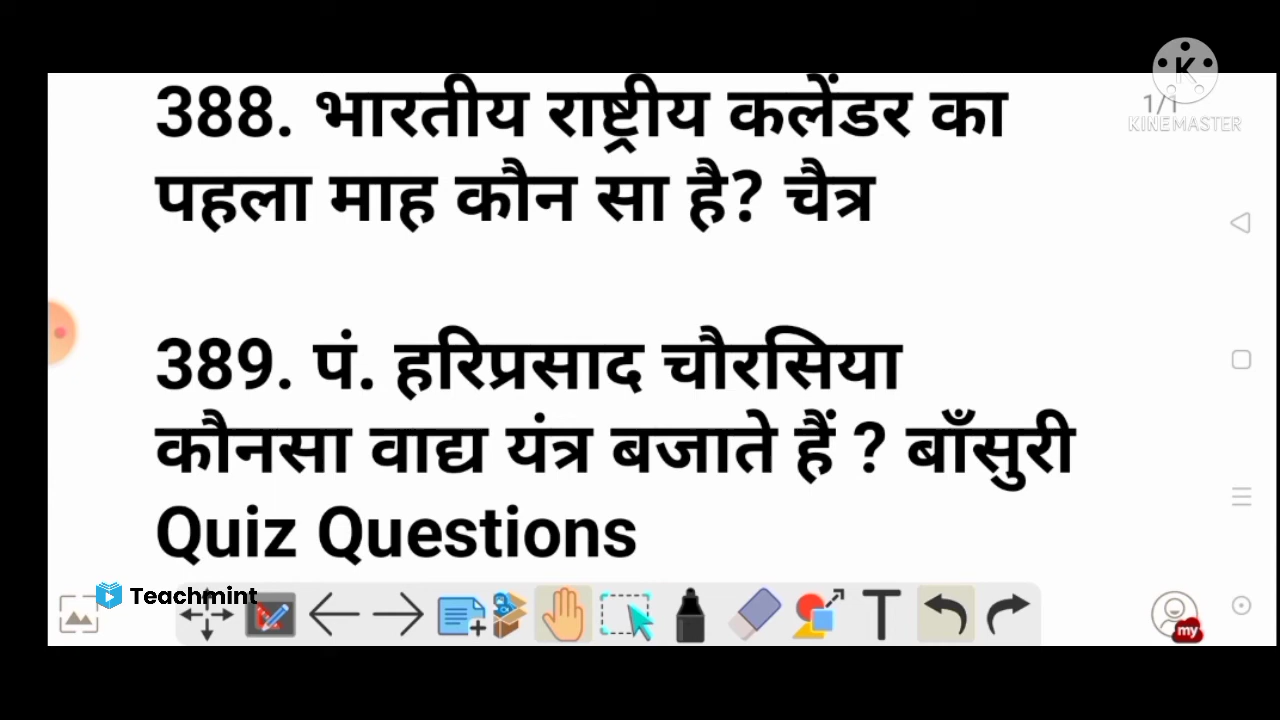 388. भारतीय राष्ट्रीय कलेंडर का
1/1
KINEMASTER
पहला माह कौन सा है? चैत्र
389. पं. हरिप्रसाद चौरसिया
कौनसा वाद्य यंत्र बजाते हैं ? बाँसुरी
Quiz Questions
Teachmint
my